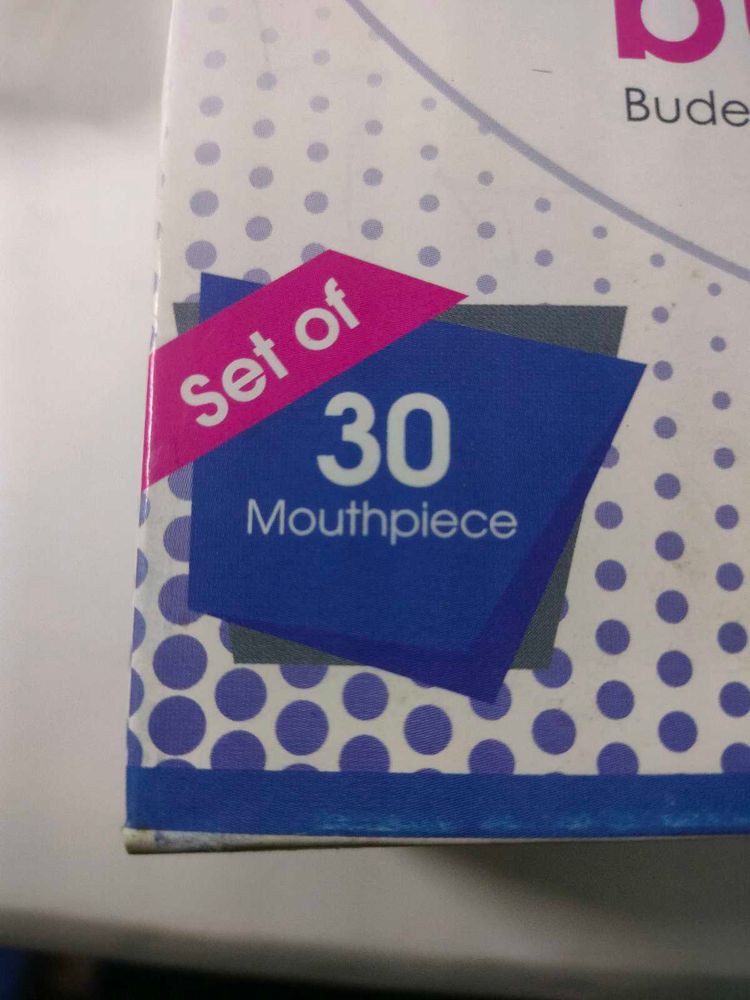 Bude
Set of
30
Mouthpiece